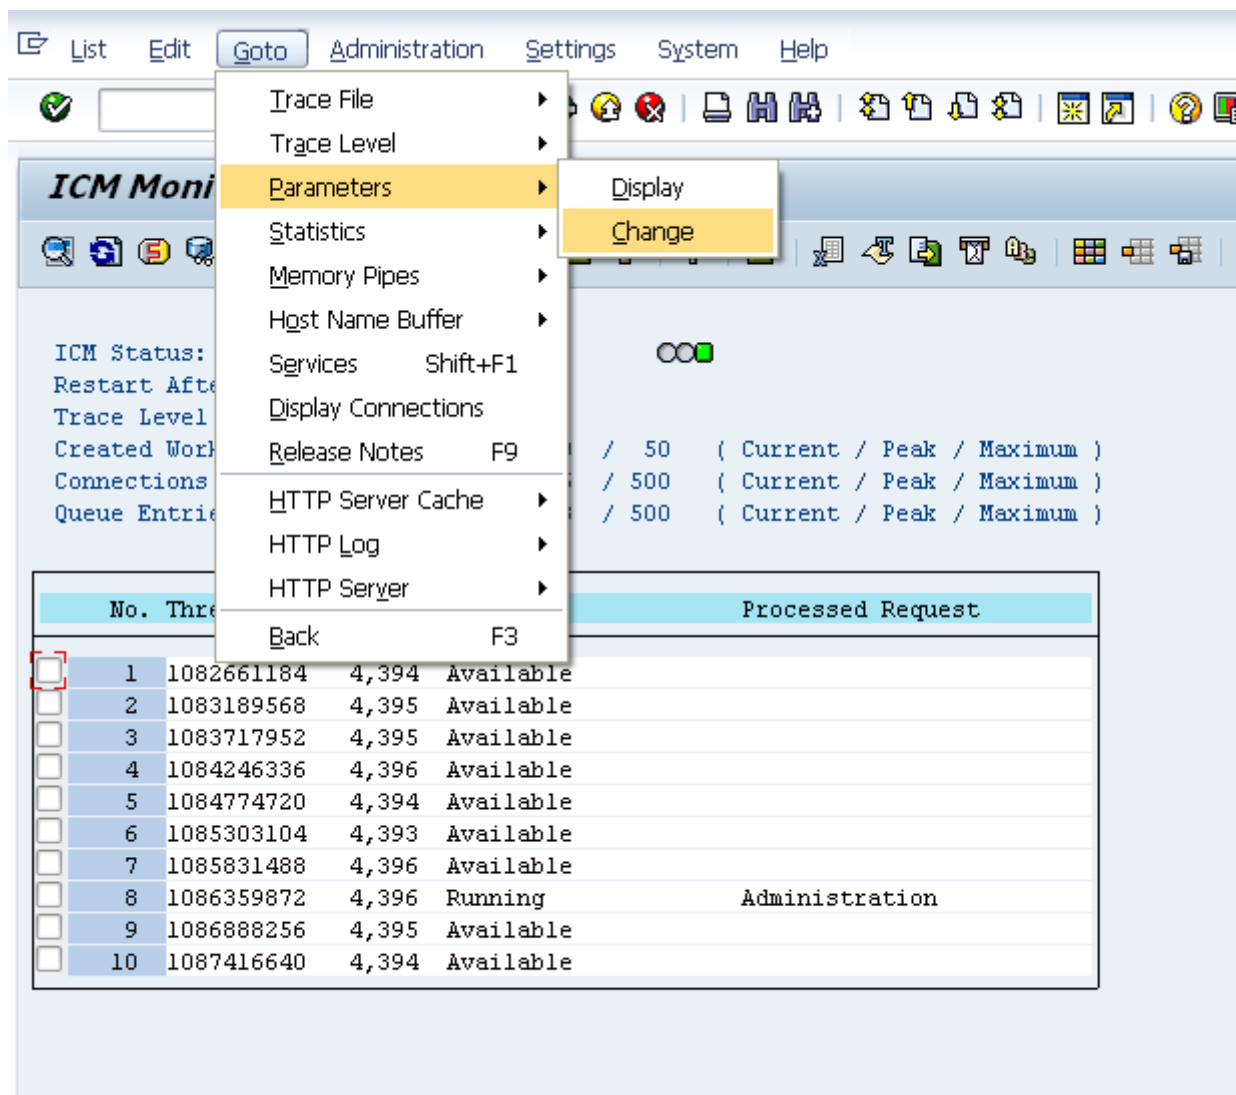 List Edit Goto Administration Settings System Help
Trace File
Trace Level
ICM Moni
Parameters
Display
Statistics
Change
Memory Pipes
Host Name Buffer
ICM Status:
Services Shift+F1
Restart Afte
Display Connections
Trace Level
Created Work / 50 ( Current / Peak / Maximum )
Release Notes F9
Connections / 500 ( Current / Peak / Maximum )
HTTP Server Cache
Queue Entrie / 500 ( Current / Peak / Maximum )
HTTP Log
HTTP Server
No. Thre Processed Request
Back F3
1 1082661184 4,394 Available
2 1083189568 4,395 Available
3 1083717952 4,395 Available
4 1084246336 4,396 Available
5 1084774720 4,394 Available
6 1085303104 4,393 Available
7 1085831488 4,396 Available
8 1086359872 4,396 Running Administration
9 1086888256 4,395 Available
10 1087416640 4,394 Available